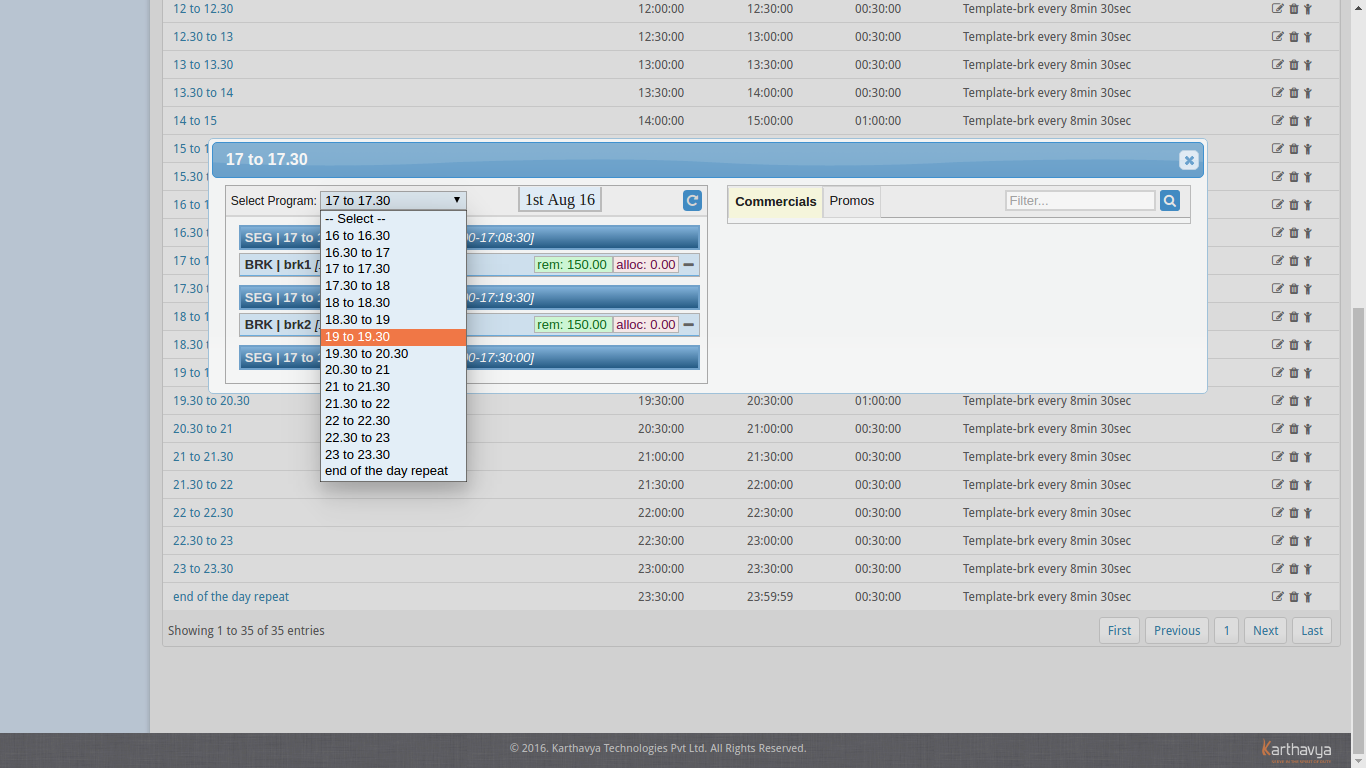 12 to 12.30 12:00:00 12:30:00 00:30:00 Template-brk every 8min 30sec
12.30 to 13 12:30:00 13:00:00 00:30:00 Template-brk every 8min 30sec
13 to 13.30 13:00:00 13:30:00 00:30:00 Template-brk every 8min 30sec
13.30 to 14 13:30:00 14:00:00 00:30:00 Template-brk every 8min 30sec
14 to 15 14:00:00 15:00:00 01:00:00 Template-brk every 8min 30sec
15 to 1
17 to 17.30
15.30
Select Program: 17 to 17.30 1st Aug 16 Commercials Promos Filter...
16 to 1
-- Select --
16.30
16 to 16.30
SEG | 17 to 0-17:08:30]
16.30 to 17
17 to 1
17 to 17.30
BRK | brk1 rem: 150.00 alloc: 0.00
17.30
17.30 to 18
SEG | 17 to 0-17:19:30]
18 to 18.30
18 to 1
18.30 to 19
BRK | brk2 rem: 150.00 alloc: 0.00
19 to 19.30
18.30
19.30 to 20.30
SEG | 17 to 0-17:30:00]
20.30 to 21
19 to 1
21 to 21.30
19.30 to 20.30 19:30:00 20:30:00 01:00:00 Template-brk every 8min 30sec
21.30 to 22
22 to 22.30
20.30 to 21 20:30:00 21:00:00 00:30:00 Template-brk every 8min 30sec
22.30 to 23
23 to 23.30
21 to 21.30 21:00:00 21:30:00 00:30:00 Template-brk every 8min 30sec
end of the day repeat
21.30 to 22 21:30:00 22:00:00 00:30:00 Template-brk every 8min 30sec
22 to 22.30 22:00:00 22:30:00 00:30:00 Template-brk every 8min 30sec
22.30 to 23 22:30:00 23:00:00 00:30:00 Template-brk every 8min 30sec
23 to 23.30 23:00:00 23:30:00 00:30:00 Template-brk every 8min 30sec
end of the day repeat 23:30:00 23:59:59 00:30:00 Template-brk every 8min 30sec
Showing 1 to 35 of 35 entries First Previous 1 Next Last
© 2016. Karthavya Technologies Pvt Ltd. All Rights Reserved. Karthavya